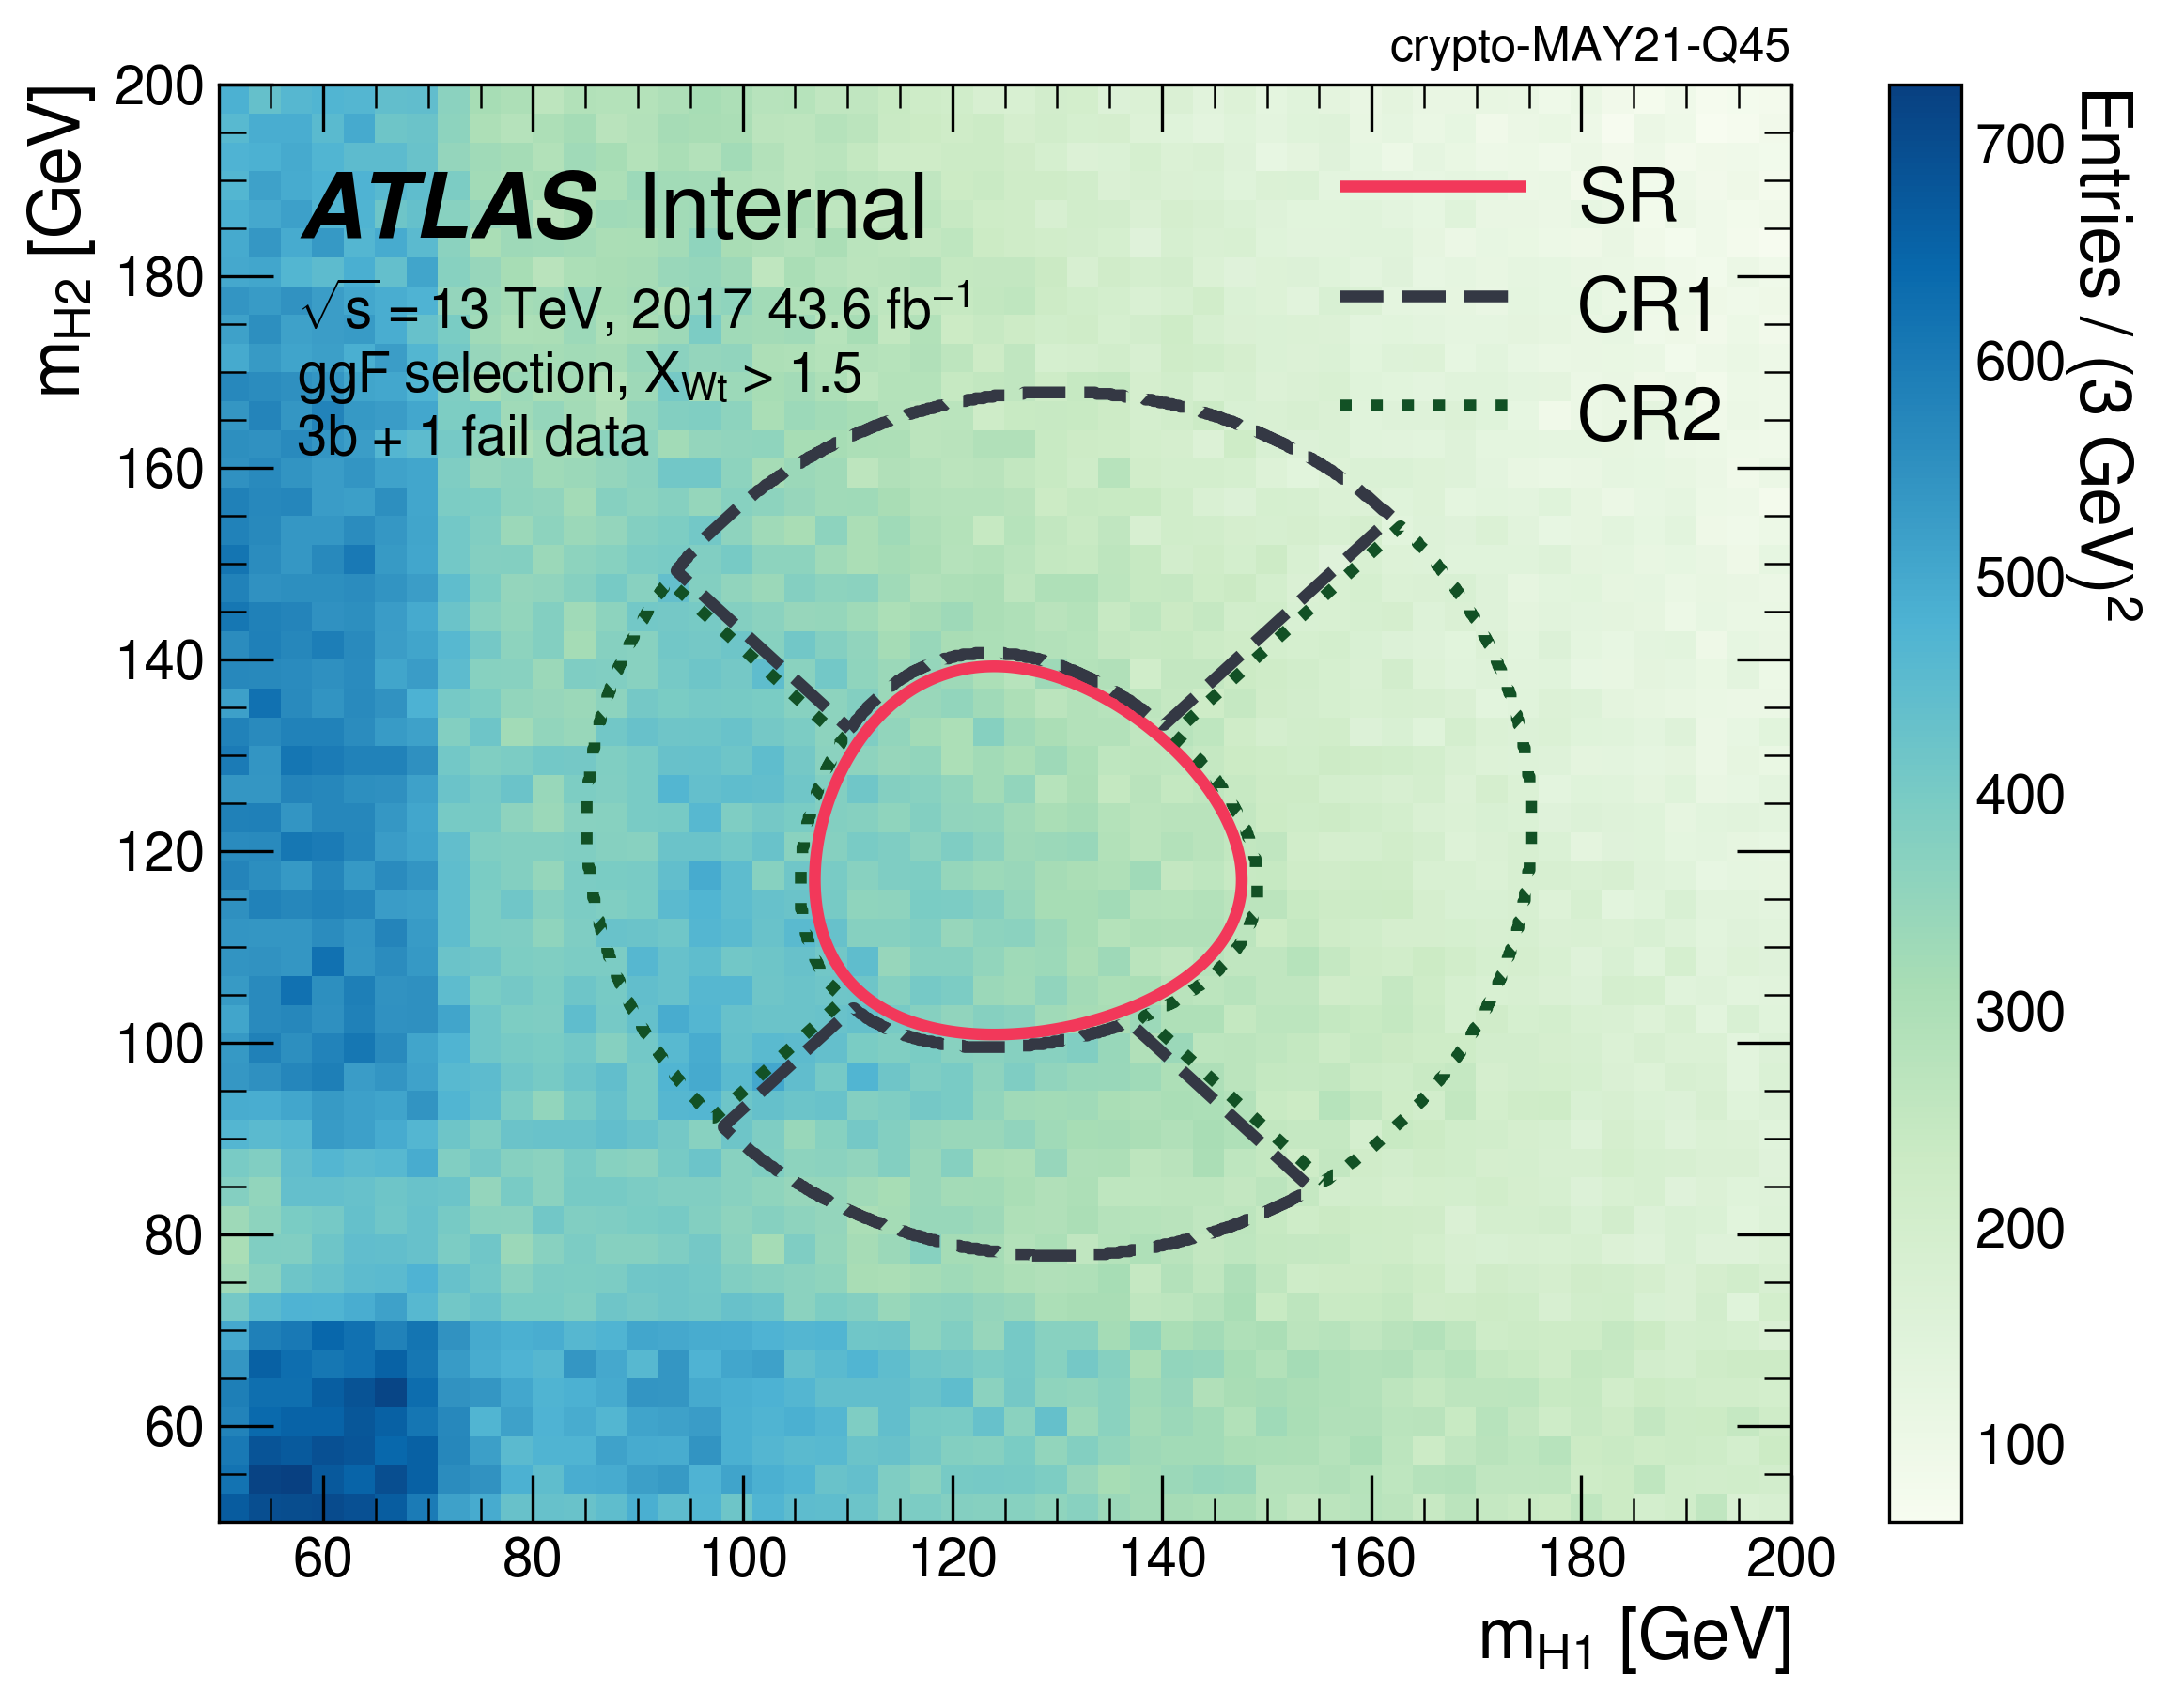 crypto-MAY21-Q45
ATLAS Internal
√s = 13 TeV, 2017 43.6 fb⁻¹
ggF selection, X_Wt > 1.5
3b + 1 fail data
SR
CR1
CR2
m_H2 [GeV]
200
180
160
140
120
100
80
60
60 80 100 120 140 160 180 200
m_H1 [GeV]
700
600
500
400
300
200
100
Entries / (3 GeV)²